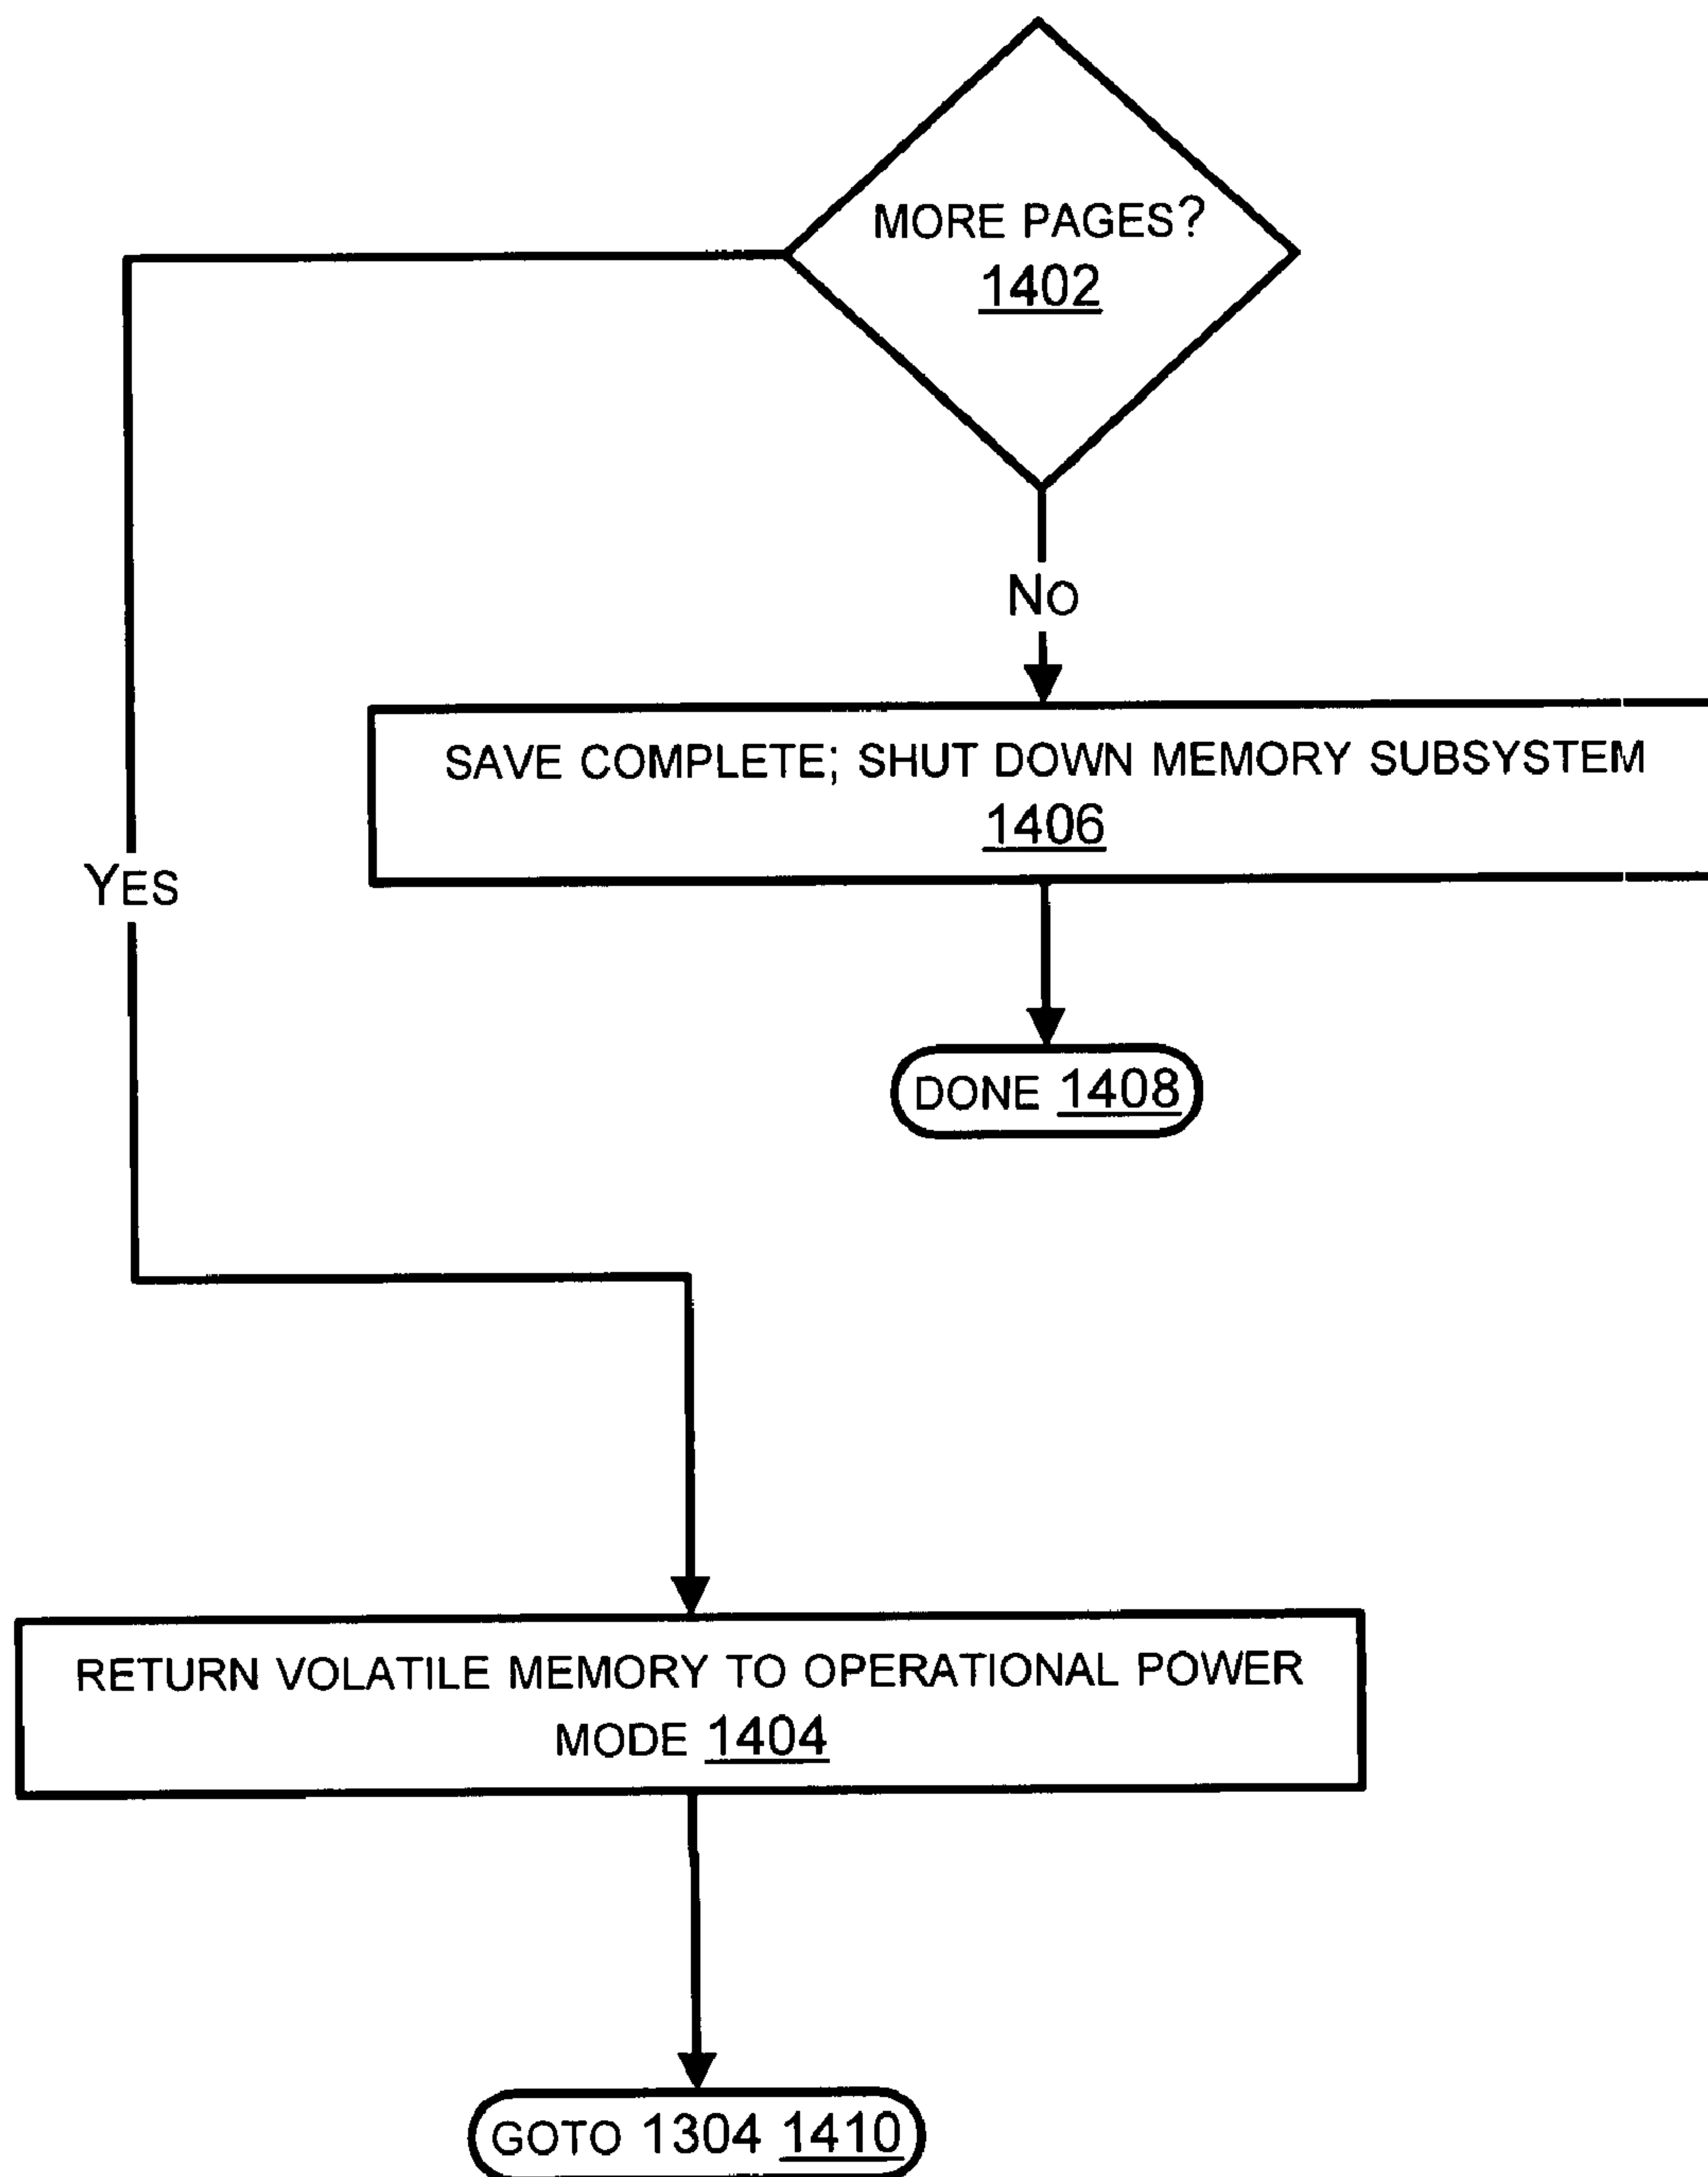 MORE PAGES?
1402
NO
SAVE COMPLETE; SHUT DOWN MEMORY SUBSYSTEM
1406
YES
DONE 1408
RETURN VOLATILE MEMORY TO OPERATIONAL POWER
MODE 1404
GOTO 1304 1410